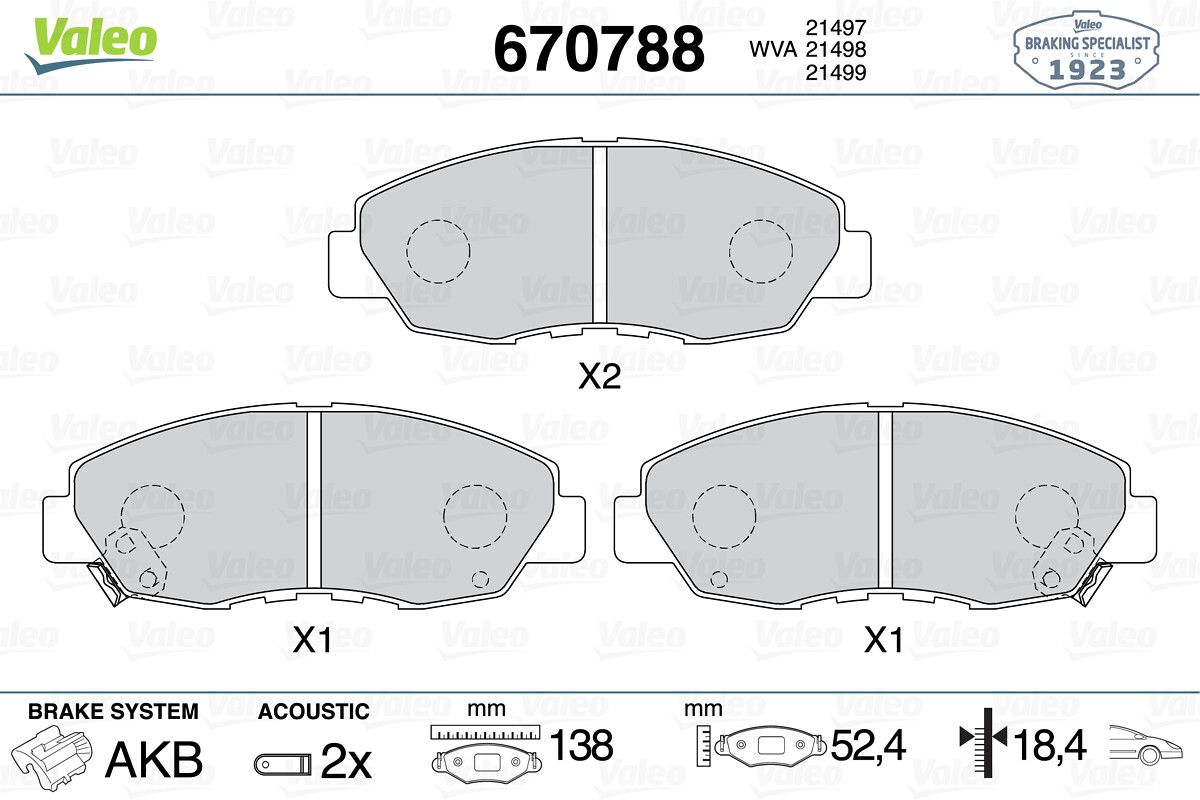 Valeo
670788
WVA 21497
21498
21499
Valeo
BRAKING SPECIALIST
SINCE
1923
X2
X1
X1
BRAKE SYSTEM
AKB
ACOUSTIC
2x
mm
138
mm
52,4
18,4